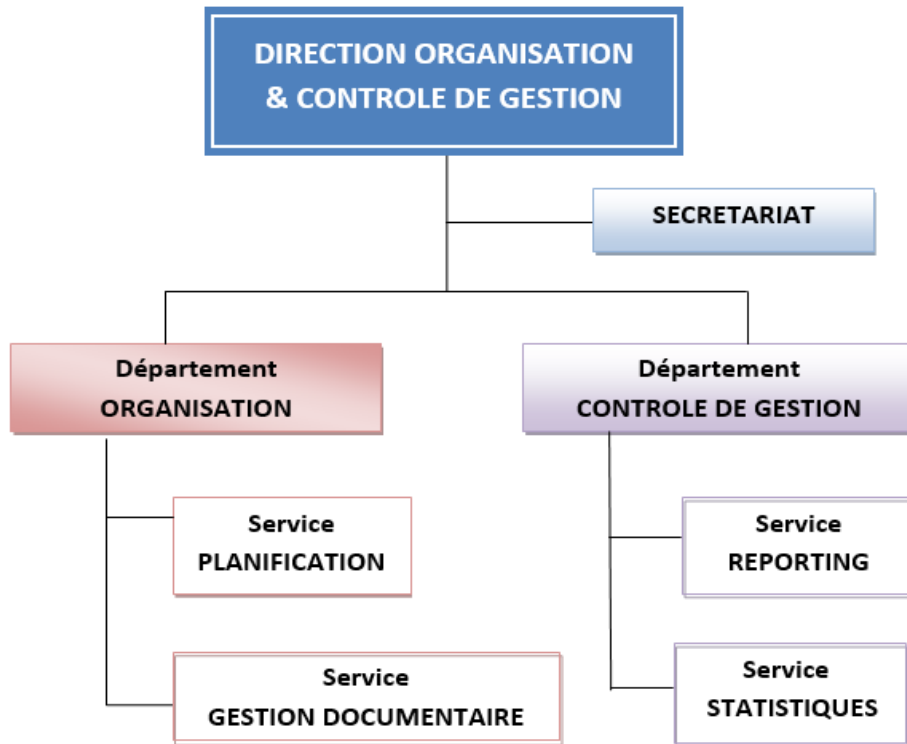 DIRECTION ORGANISATION
& CONTROLE DE GESTION
SECRETARIAT
Département
ORGANISATION
Département
CONTROLE DE GESTION
Service
PLANIFICATION
Service
REPORTING
Service
GESTION DOCUMENTAIRE
Service
STATISTIQUES